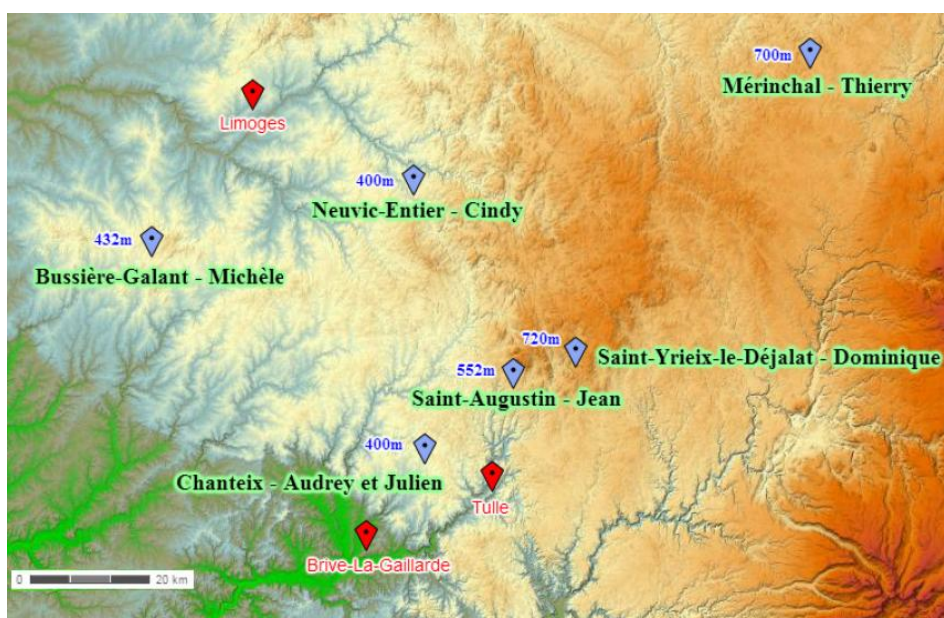 700m
Mérinchal - Thierry
Limoges
400m
Neuvic-Entier - Cindy
432m
Bussière-Galant - Michèle
720m
Saint-Yrieix-le-Déjalat - Dominique
552m
Saint-Augustin - Jean
400m
Chanteix - Audrey et Julien
Tulle
Brive-La-Gaillarde
0 20 km